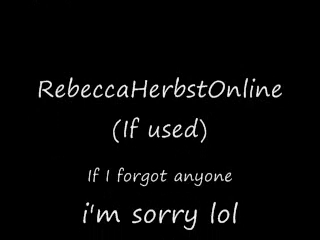 RebeccaHerbstOnline
(If used)
If I forgot anyone
i'm sorry lol